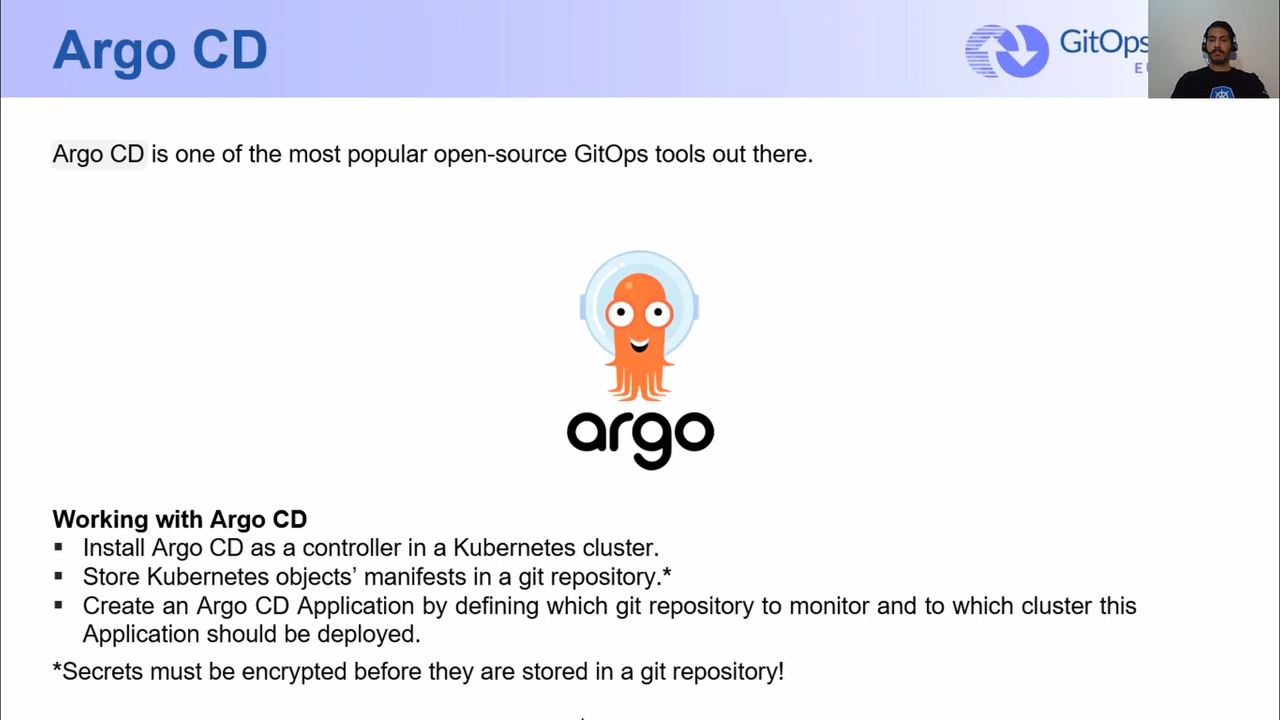 Argo CD
GitOps
Argo CD is one of the most popular open-source GitOps tools out there.
argo
Working with Argo CD
▪ Install Argo CD as a controller in a Kubernetes cluster.
▪ Store Kubernetes objects’ manifests in a git repository.*
▪ Create an Argo CD Application by defining which git repository to monitor and to which cluster this
Application should be deployed.
*Secrets must be encrypted before they are stored in a git repository!